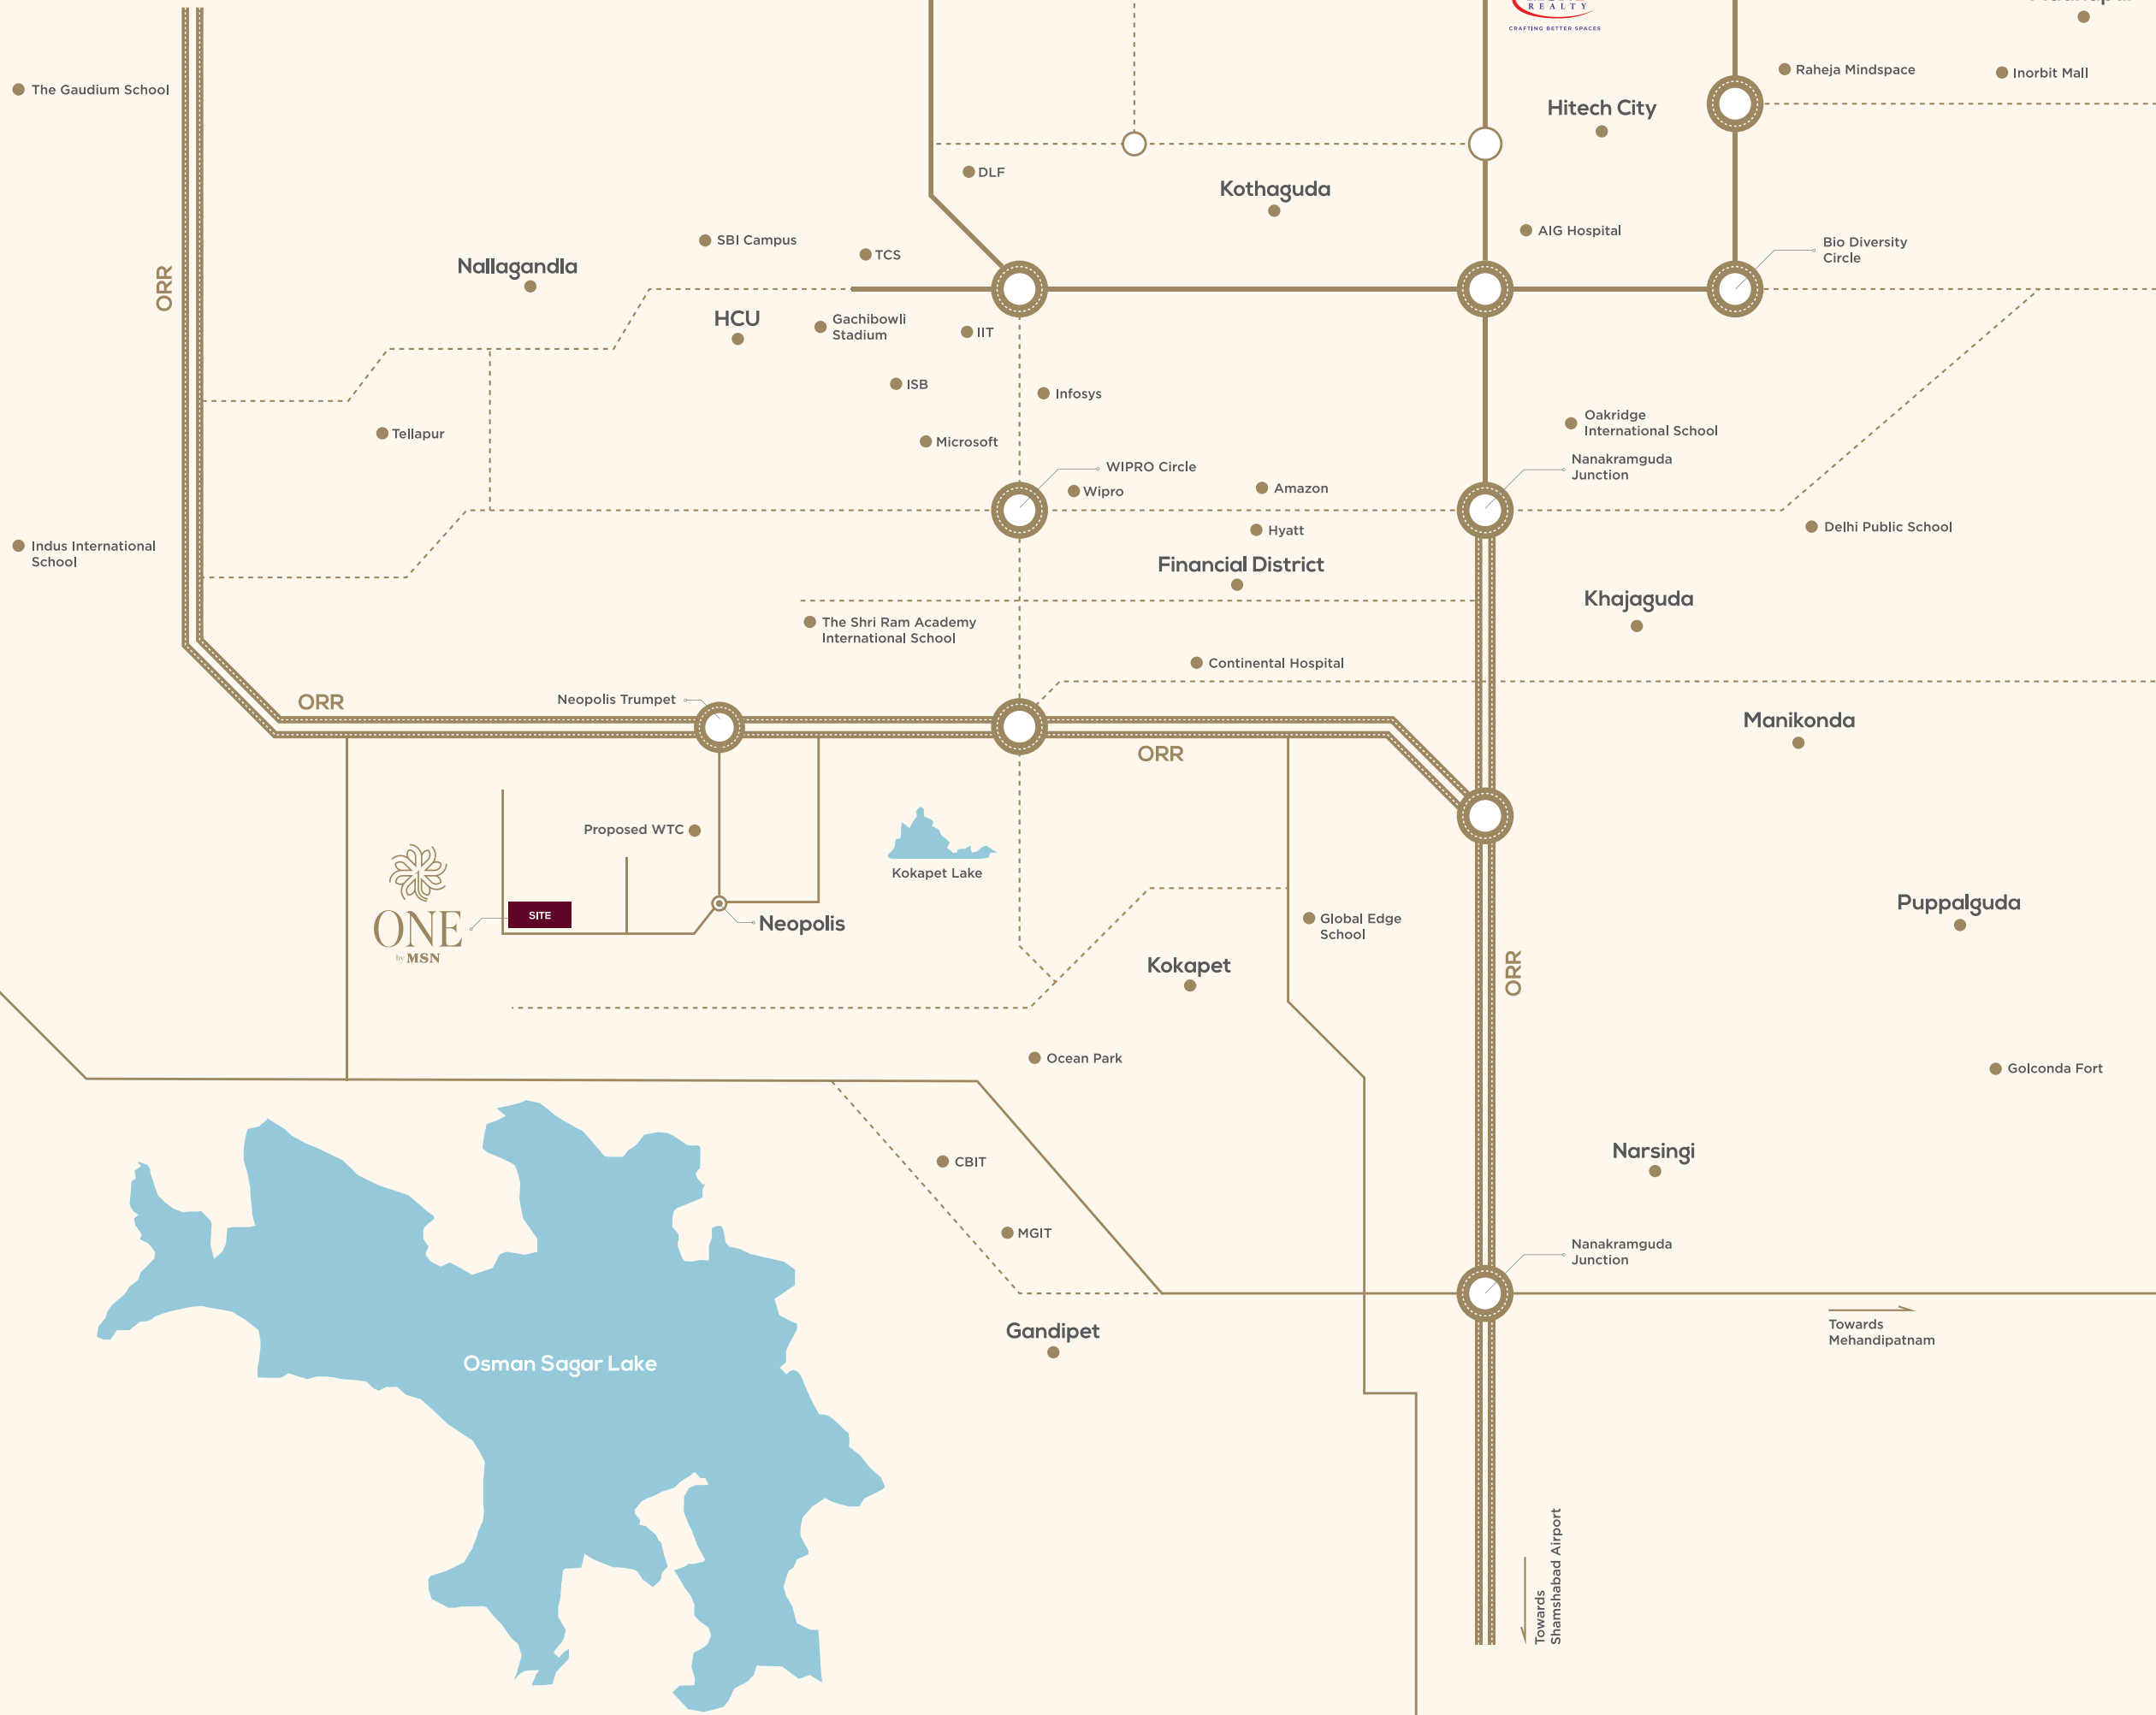 REALTY
CRAFTING BETTER SPACES
The Gaudium School
Raheja Mindspace
Inorbit Mall
Hitech City
DLF
Kothaguda
AIG Hospital
SBI Campus
TCS
Bio Diversity
Circle
Nallagandla
ORR
HCU
Gachibowli
Stadium
IIT
ISB
Infosys
Tellapur
Microsoft
Oakridge
International School
WIPRO Circle
Nanakramguda
Junction
Wipro
Amazon
Hyatt
Delhi Public School
Indus International
School
Financial District
Khajaguda
The Shri Ram Academy
International School
Continental Hospital
ORR
Neopolis Trumpet
Manikonda
ORR
Proposed WTC
Kokapet Lake
ONE
by MSN
SITE
Neopolis
Global Edge
School
Puppalguda
Kokapet
ORR
Ocean Park
Golconda Fort
CBIT
Narsingi
MGIT
Nanakramguda
Junction
Gandipet
Towards
Mehandipatnam
Osman Sagar Lake
Towards
Shamshabad Airport